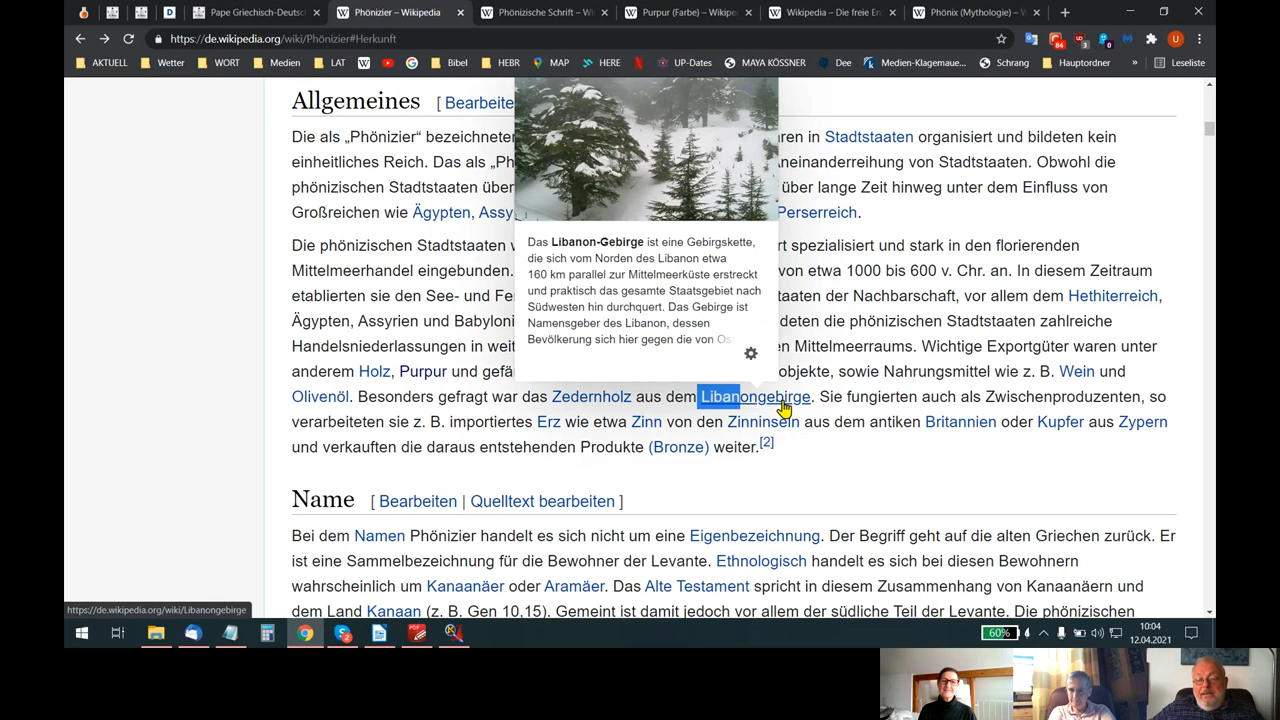 Pape Griechisch-Deutsc
Phönizier – Wikipedia
Phönizische Schrift – W
Purpur (Farbe) – Wikipe
Wikipedia – Die freie En
Phönix (Mythologie) – W
https://de.wikipedia.org/wiki/Phönizier#Herkunft
84 3 0 U
AKTUELL Wetter WORT Medien LAT Bibel HEBR MAP HERE UP-Dates MAYA KÖSSNER Dee Medien-Klagemaue... Schrang Hauptordner » Leseliste
Allgemeines [ Bearbeite
Die als „Phönizier“ bezeichneten
aren in Stadtstaaten organisiert und bildeten kein
einheitliches Reich. Das als „Ph
Aneinanderreihung von Stadtstaaten. Obwohl die
phönizischen Stadtstaaten über
über lange Zeit hinweg unter dem Einfluss von
Großreichen wie Ägypten, Assy
Perserreich.
Die phönizischen Stadtstaaten w
rt spezialisiert und stark in den florierenden
Mittelmeerhandel eingebunden.
von etwa 1000 bis 600 v. Chr. an. In diesem Zeitraum
etablierten sie den See- und Fe
taaten der Nachbarschaft, vor allem dem Hethiterreich,
Ägypten, Assyrien und Babyloni
deten die phönizischen Stadtstaaten zahlreiche
Handelsniederlassungen in weit
en Mittelmeerraums. Wichtige Exportgüter waren unter
anderem Holz, Purpur und gefä
objekte, sowie Nahrungsmittel wie z. B. Wein und
Olivenöl. Besonders gefragt war das Zedernholz aus dem Libanongebirge. Sie fungierten auch als Zwischenproduzenten, so
verarbeiteten sie z. B. importiertes Erz wie etwa Zinn von den Zinninseln aus dem antiken Britannien oder Kupfer aus Zypern
und verkauften die daraus entstehenden Produkte (Bronze) weiter.[2]
Das Libanon-Gebirge ist eine Gebirgskette,
die sich vom Norden des Libanon etwa
160 km parallel zur Mittelmeerküste erstreckt
und praktisch das gesamte Staatsgebiet nach
Südwesten hin durchquert. Das Gebirge ist
Namensgeber des Libanon, dessen
Bevölkerung sich hier gegen die von Os
Name [ Bearbeiten | Quelltext bearbeiten ]
Bei dem Namen Phönizier handelt es sich nicht um eine Eigenbezeichnung. Der Begriff geht auf die alten Griechen zurück. Er
ist eine Sammelbezeichnung für die Bewohner der Levante. Ethnologisch handelt es sich bei diesen Bewohnern
wahrscheinlich um Kanaanäer oder Aramäer. Das Alte Testament spricht in diesem Zusammenhang von Kanaanäern und
dem Land Kanaan (z. B. Gen 10,15). Gemeint ist damit jedoch vor allem der südliche Teil der Levante. Die phönizischen
https://de.wikipedia.org/wiki/Libanongebirge
60%
10:04
12.04.2021